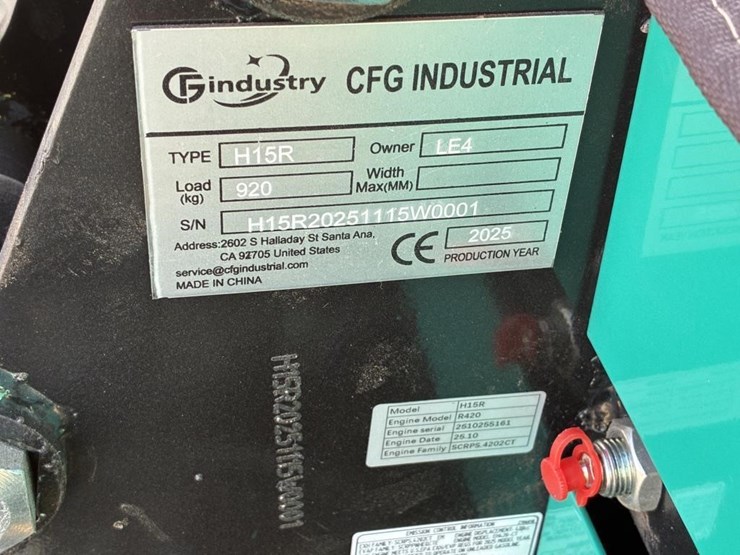 CFindustry CFG INDUSTRIAL
TYPE H15R Owner LE4
Load (kg) 920 Width Max(MM)
S/N H15R20251115W0001
Address:2602 S Halladay St Santa Ana,
CA 92705 United States
service@cfgindustrial.com
MADE IN CHINA
CE 2025
PRODUCTION YEAR
H15R20251115W0001
Model H15R
Engine Model R420
Engine serial 2510255161
Engine Date 25.10
Engine Family SCRPS.4202CT
EMISSION CONTROL INFORMATION